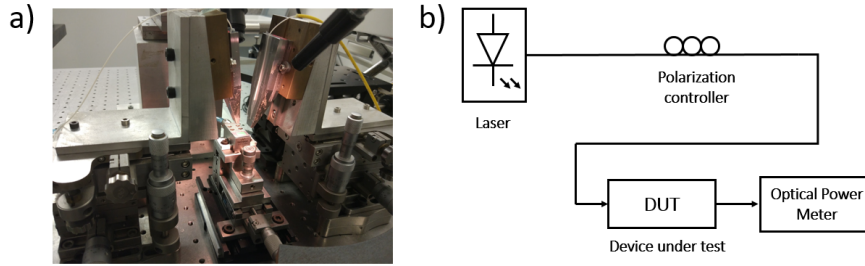 a)
b)
Laser
Polarization
controller
DUT
Device under test
Optical Power
Meter